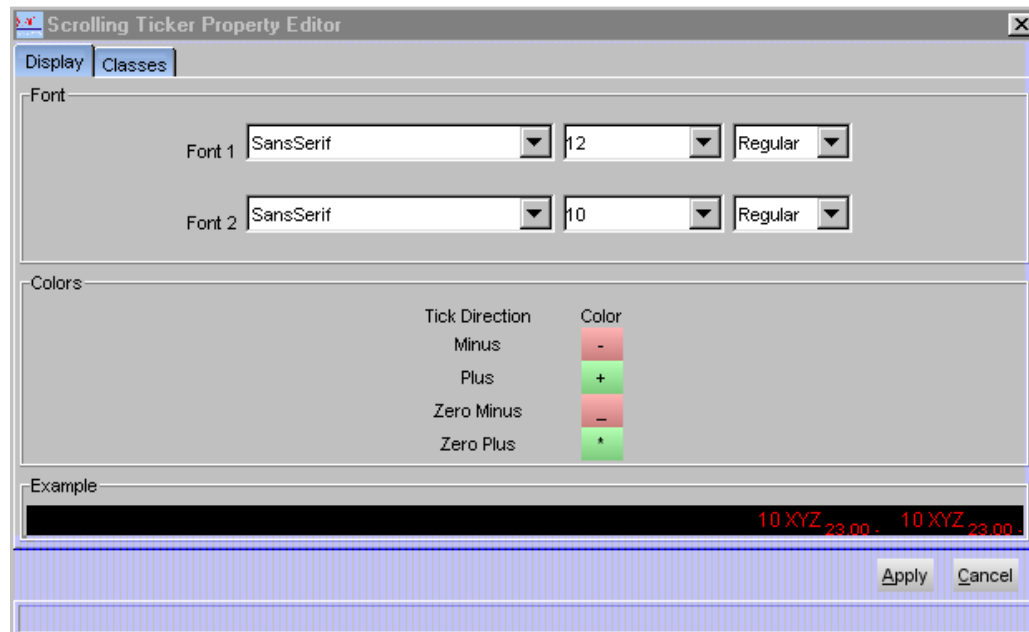 Scrolling Ticker Property Editor
Display Classes
Font
Font 1 SansSerif 12 Regular
Font 2 SansSerif 10 Regular
Colors
Tick Direction Color
Minus -
Plus +
Zero Minus _
Zero Plus *
Example
10 XYZ 23.00 - 10 XYZ 23.00 -
Apply Cancel